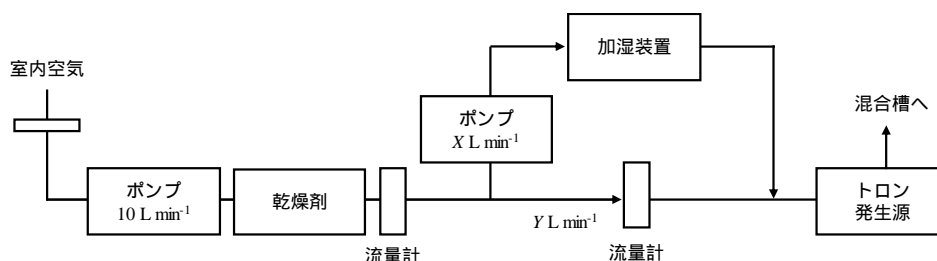 加湿装置
室内空気
混合槽へ
ポンプ
X L min-1
ポンプ
10 L min-1
乾燥剤
トロン
発生源
Y L min-1
流量計
流量計